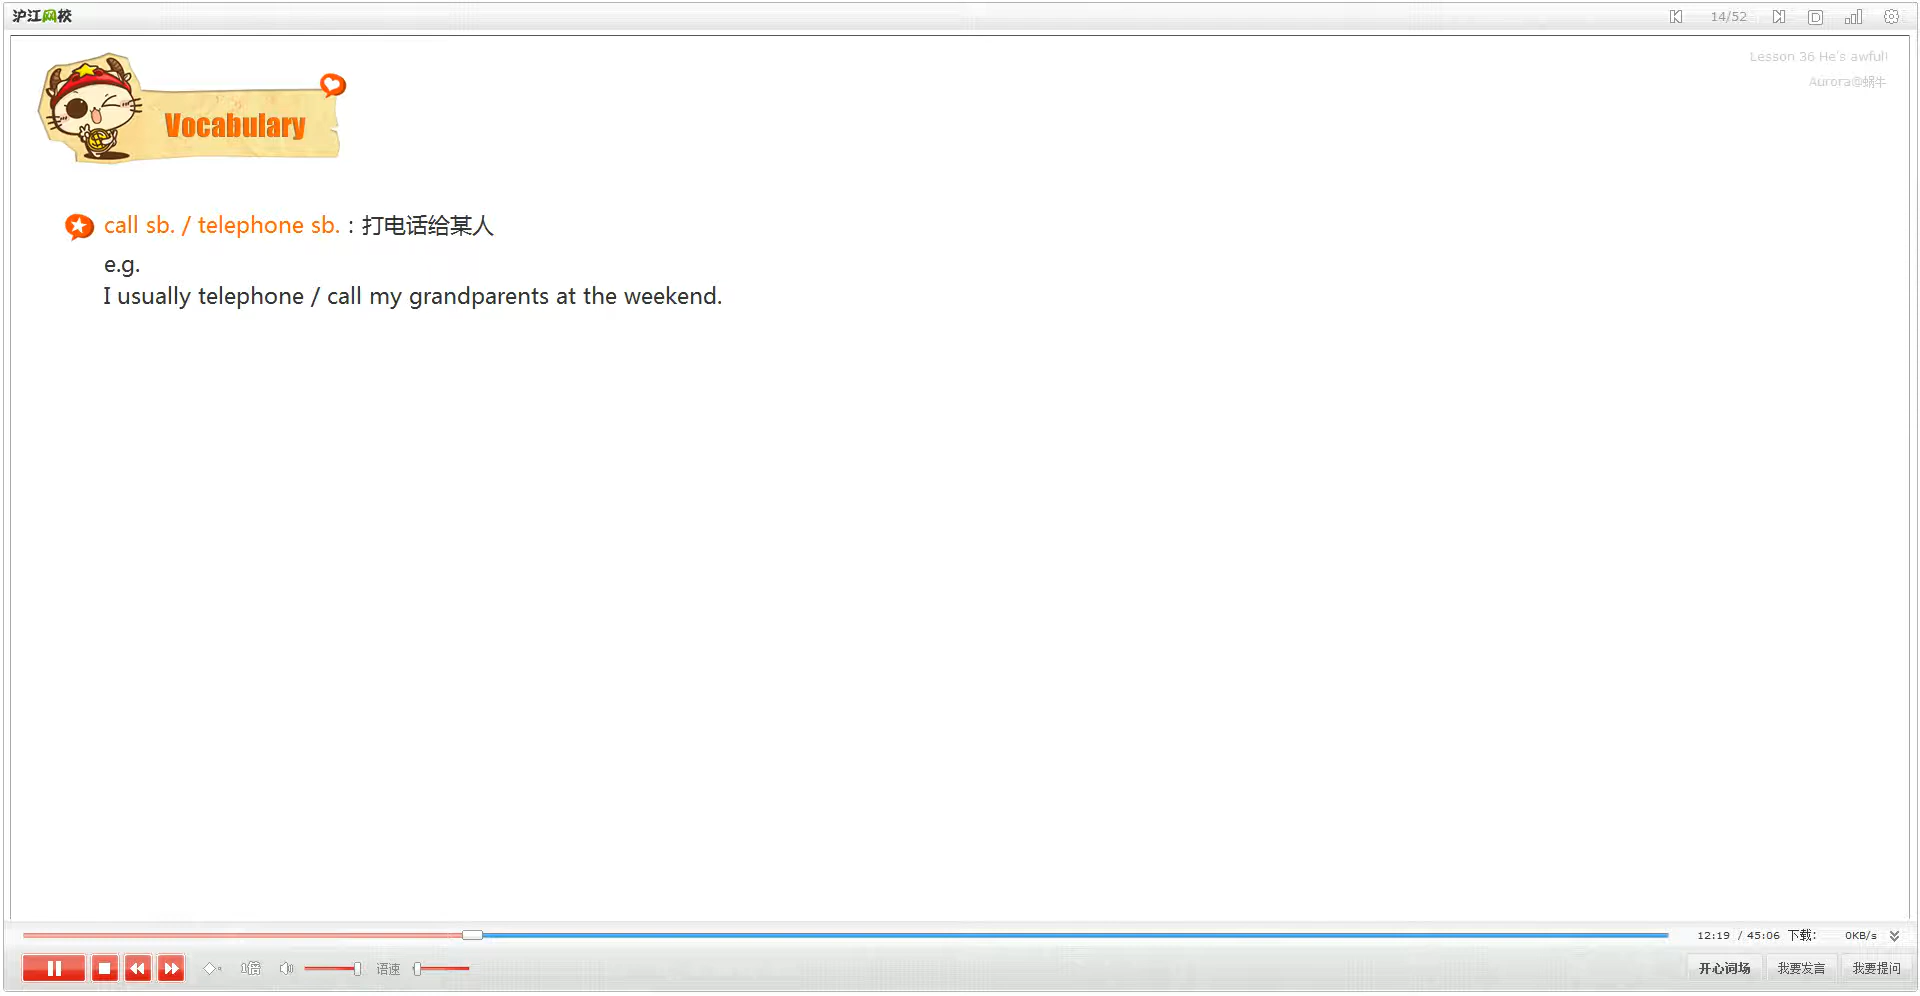 沪江网校
14/52
Lesson 36 He's awful!
Aurora@蜗牛
Vocabulary
call sb. / telephone sb. : 打电话给某人
e.g.
I usually telephone / call my grandparents at the weekend.
12:19 / 45:06 下载: 0KB/s
1倍 语速 开心词场 我要发言 我要提问